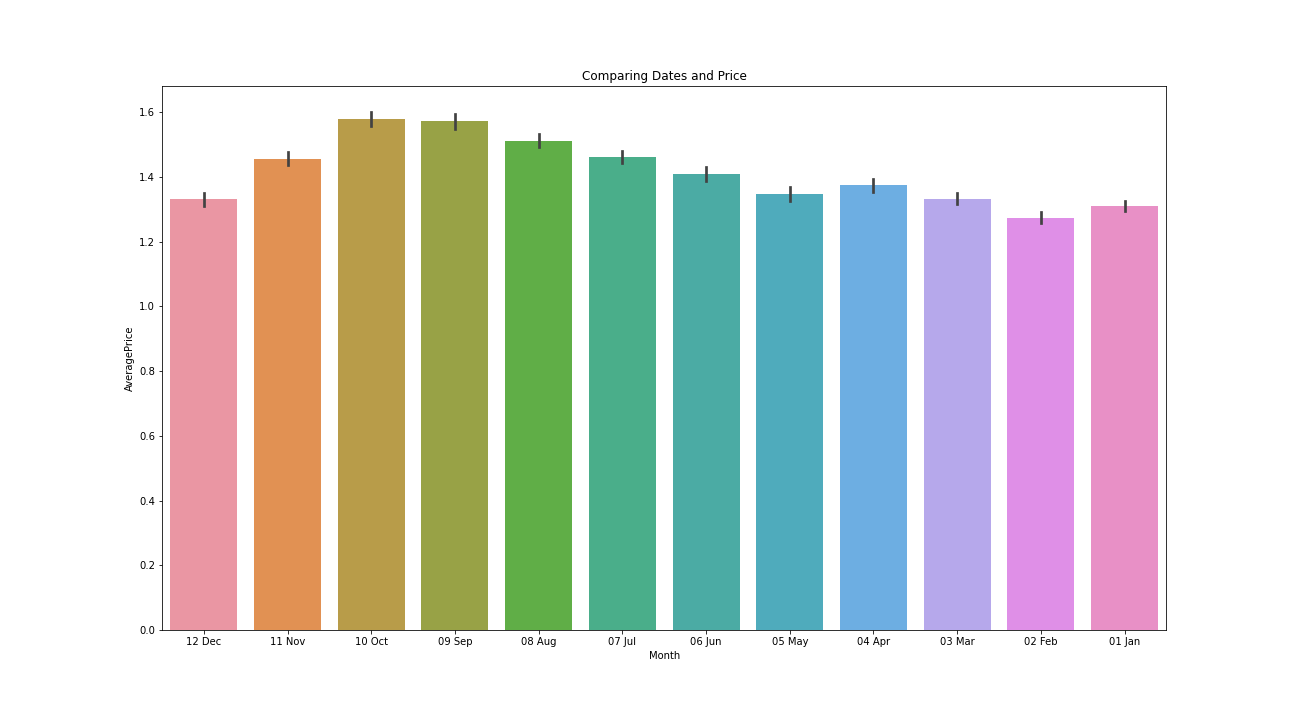 Comparing Dates and Price
1.6
1.4
1.2
1.0
0.8
0.6
0.4
0.2
0.0
AveragePrice
12 Dec
11 Nov
10 Oct
09 Sep
08 Aug
07 Jul
06 Jun
05 May
04 Apr
03 Mar
02 Feb
01 Jan
Month